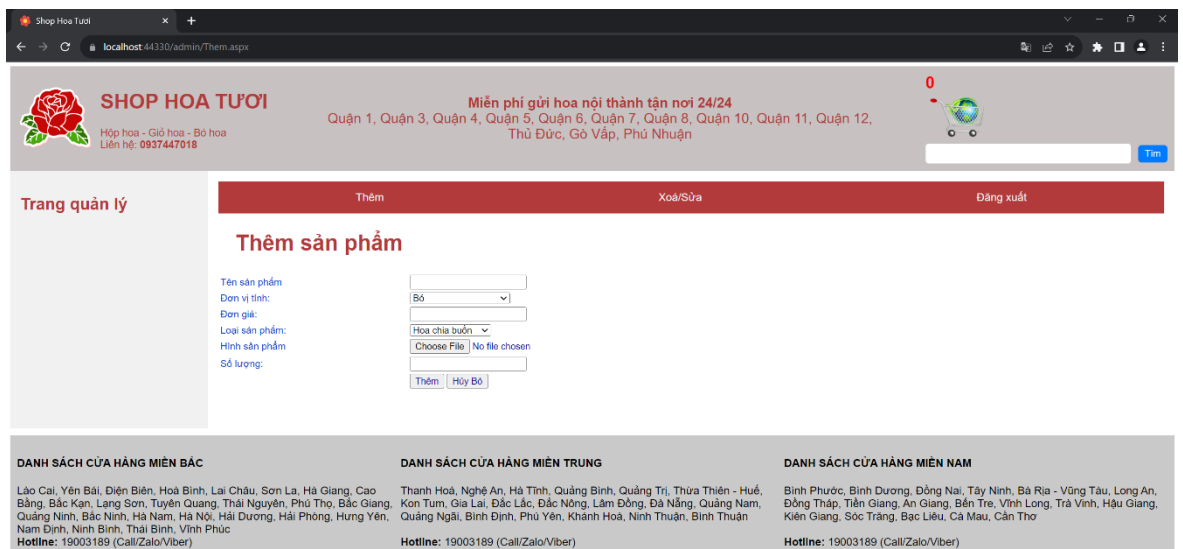 Shop Hoa Tươi
localhost:44330/admin/Them.aspx
SHOP HOA TƯƠI
Hộp hoa - Giỏ hoa - Bó hoa
Liên hệ: 0937447018
Miễn phí gửi hoa nội thành tận nơi 24/24
Quận 1, Quận 3, Quận 4, Quận 5, Quận 6, Quận 7, Quận 8, Quận 10, Quận 11, Quận 12,
Thủ Đức, Gò Vấp, Phú Nhuận
0
Tìm
Trang quản lý
Thêm
Xoá/Sửa
Đăng xuất
Thêm sản phẩm
Tên sản phẩm
Đơn vị tính:
Bó
Đơn giá:
Loại sản phẩm:
Hoa chia buồn
Hình sản phẩm
Choose File No file chosen
Số lượng:
Thêm
Hủy Bỏ
DANH SÁCH CỬA HÀNG MIỀN BẮC
Lào Cai, Yên Bái, Điện Biên, Hoà Bình, Lai Châu, Sơn La, Hà Giang, Cao
Bằng, Bắc Kạn, Lạng Sơn, Tuyên Quang, Thái Nguyên, Phú Thọ, Bắc Giang,
Quảng Ninh, Bắc Ninh, Hà Nam, Hà Nội, Hải Dương, Hải Phòng, Hưng Yên,
Nam Định, Ninh Bình, Thái Bình, Vĩnh Phúc
Hotline: 19003189 (Call/Zalo/Viber)
DANH SÁCH CỬA HÀNG MIỀN TRUNG
Thanh Hoá, Nghệ An, Hà Tĩnh, Quảng Bình, Quảng Trị, Thừa Thiên - Huế,
Kon Tum, Gia Lai, Đắc Lắc, Đắc Nông, Lâm Đồng, Đà Nẵng, Quảng Nam,
Quảng Ngãi, Bình Định, Phú Yên, Khánh Hoà, Ninh Thuận, Bình Thuận
Hotline: 19003189 (Call/Zalo/Viber)
DANH SÁCH CỬA HÀNG MIỀN NAM
Bình Phước, Bình Dương, Đồng Nai, Tây Ninh, Bà Rịa - Vũng Tàu, Long An,
Đồng Tháp, Tiền Giang, An Giang, Bến Tre, Vĩnh Long, Trà Vinh, Hậu Giang,
Kiên Giang, Sóc Trăng, Bạc Liêu, Cà Mau, Cần Thơ
Hotline: 19003189 (Call/Zalo/Viber)